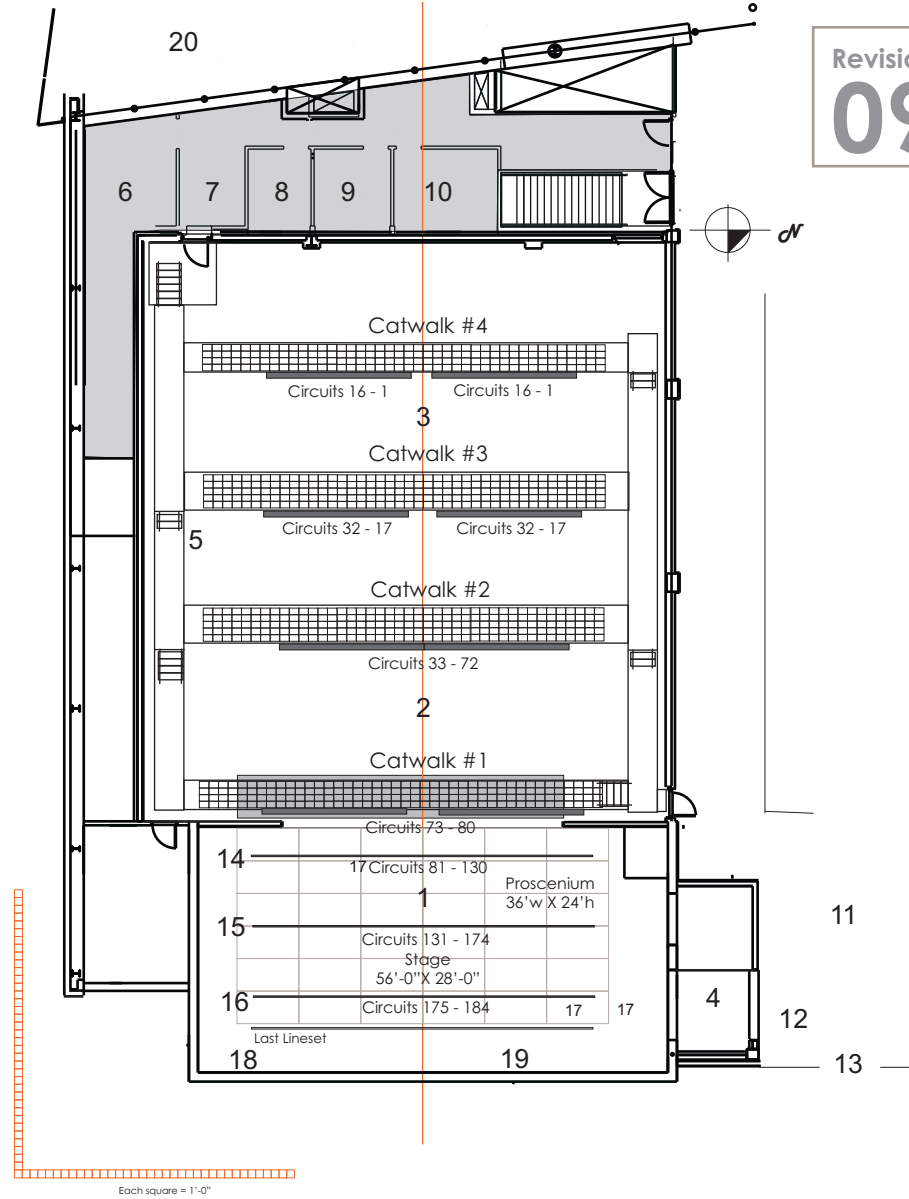 20
Revisio
09
6
7
8
9
10
N
Catwalk #4
Circuits 16 - 1
Circuits 16 - 1
3
Catwalk #3
Circuits 32 - 17
Circuits 32 - 17
5
Catwalk #2
Circuits 33 - 72
2
Catwalk #1
Circuits 73 - 80
14
17 Circuits 81 - 130
1
Proscenium
36'w X 24'h
11
15
Circuits 131 - 174
Stage
56'-0"X 28'-0"
16
Circuits 175 - 184
17
17
4
12
Last Lineset
18
19
13
Each square = 1'-0"